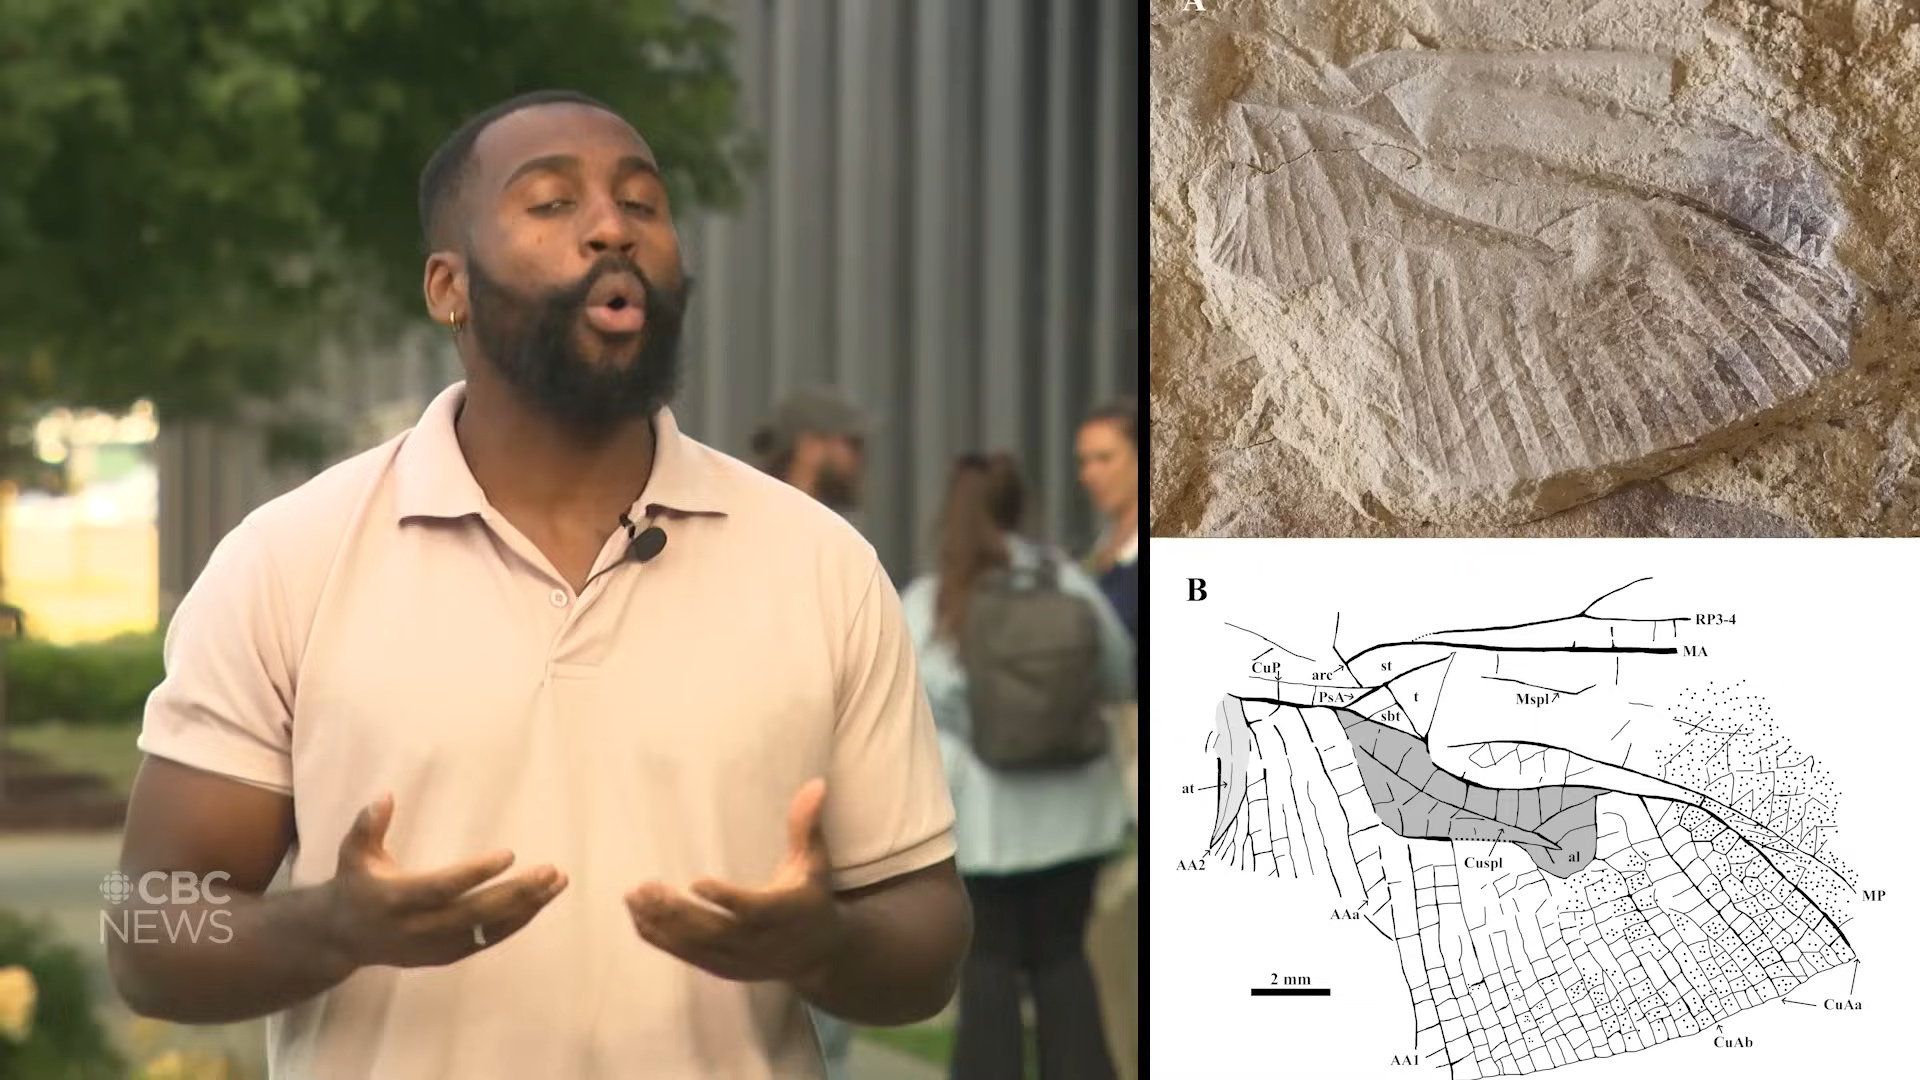 CBC
NEWS
A
B
RP3-4
MA
CuP
arc
st
PsA
t
Mspl
sbt
at
Cuspl
al
AA2
AAa
MP
2 mm
CuAa
CuAb
AA1